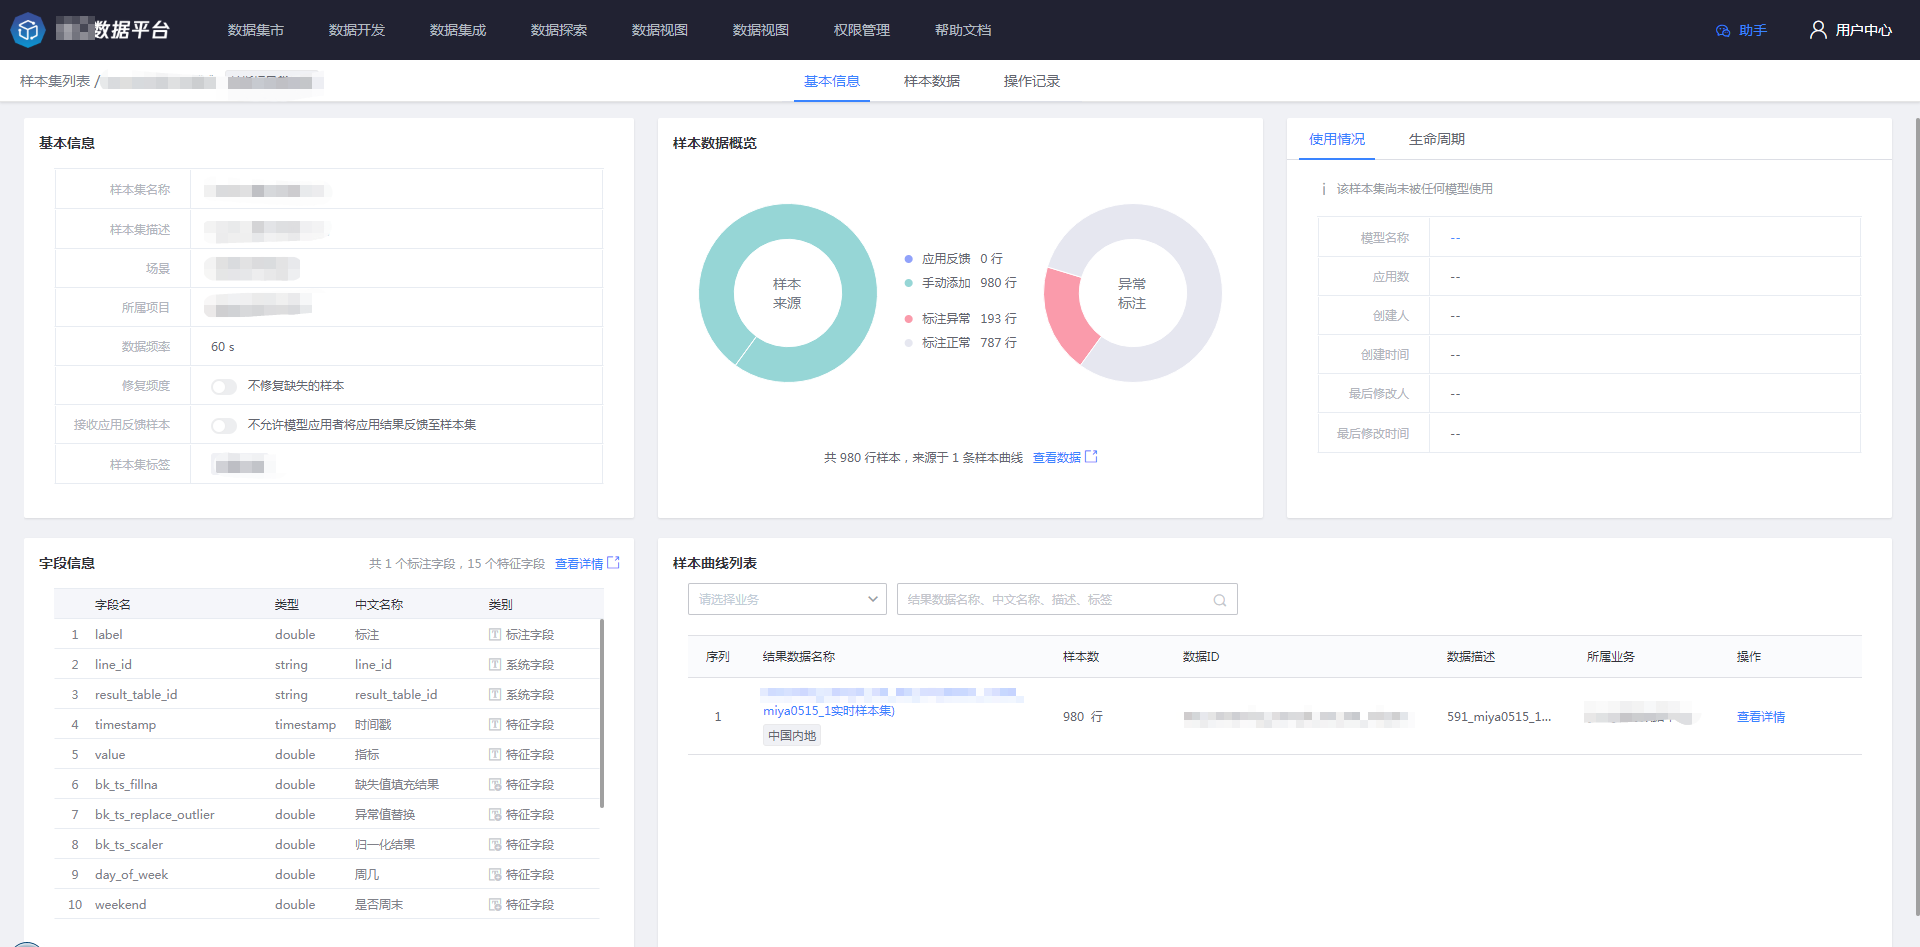 数据平台
数据集市
数据开发
数据集成
数据探索
数据视图
数据视图
权限管理
帮助文档
助手
用户中心
样本集列表 /
基本信息
样本数据
操作记录
基本信息
样本集名称
样本集描述
场景
所属项目
数据频率 60 s
修复频度 不修复缺失的样本
接收应用反馈样本 不允许模型应用者将应用结果反馈至样本集
样本集标签
样本数据概览
样本
来源
应用反馈 0 行
手动添加 980 行
标注异常 193 行
标注正常 787 行
异常
标注
共 980 行样本，来源于 1 条样本曲线 查看数据
使用情况
生命周期
i 该样本集尚未被任何模型使用
模型名称 --
应用数 --
创建人 --
创建时间 --
最后修改人 --
最后修改时间 --
字段信息
共 1 个标注字段，15 个特征字段 查看详情
字段名 类型 中文名称 类别
1 label double 标注 T 标注字段
2 line_id string line_id T 系统字段
3 result_table_id string result_table_id T 系统字段
4 timestamp timestamp 时间戳 T 特征字段
5 value double 指标 T 特征字段
6 bk_ts_fillna double 缺失值填充结果 特征字段
7 bk_ts_replace_outlier double 异常值替换 特征字段
8 bk_ts_scaler double 归一化结果 特征字段
9 day_of_week double 周几 特征字段
10 weekend double 是否周末 特征字段
样本曲线列表
请选择业务
结果数据名称、中文名称、描述、标签
序列 结果数据名称 样本数 数据ID 数据描述 所属业务 操作
1 miya0515_1实时样本集) 980 行 591_miya0515_1... 查看详情
中国内地